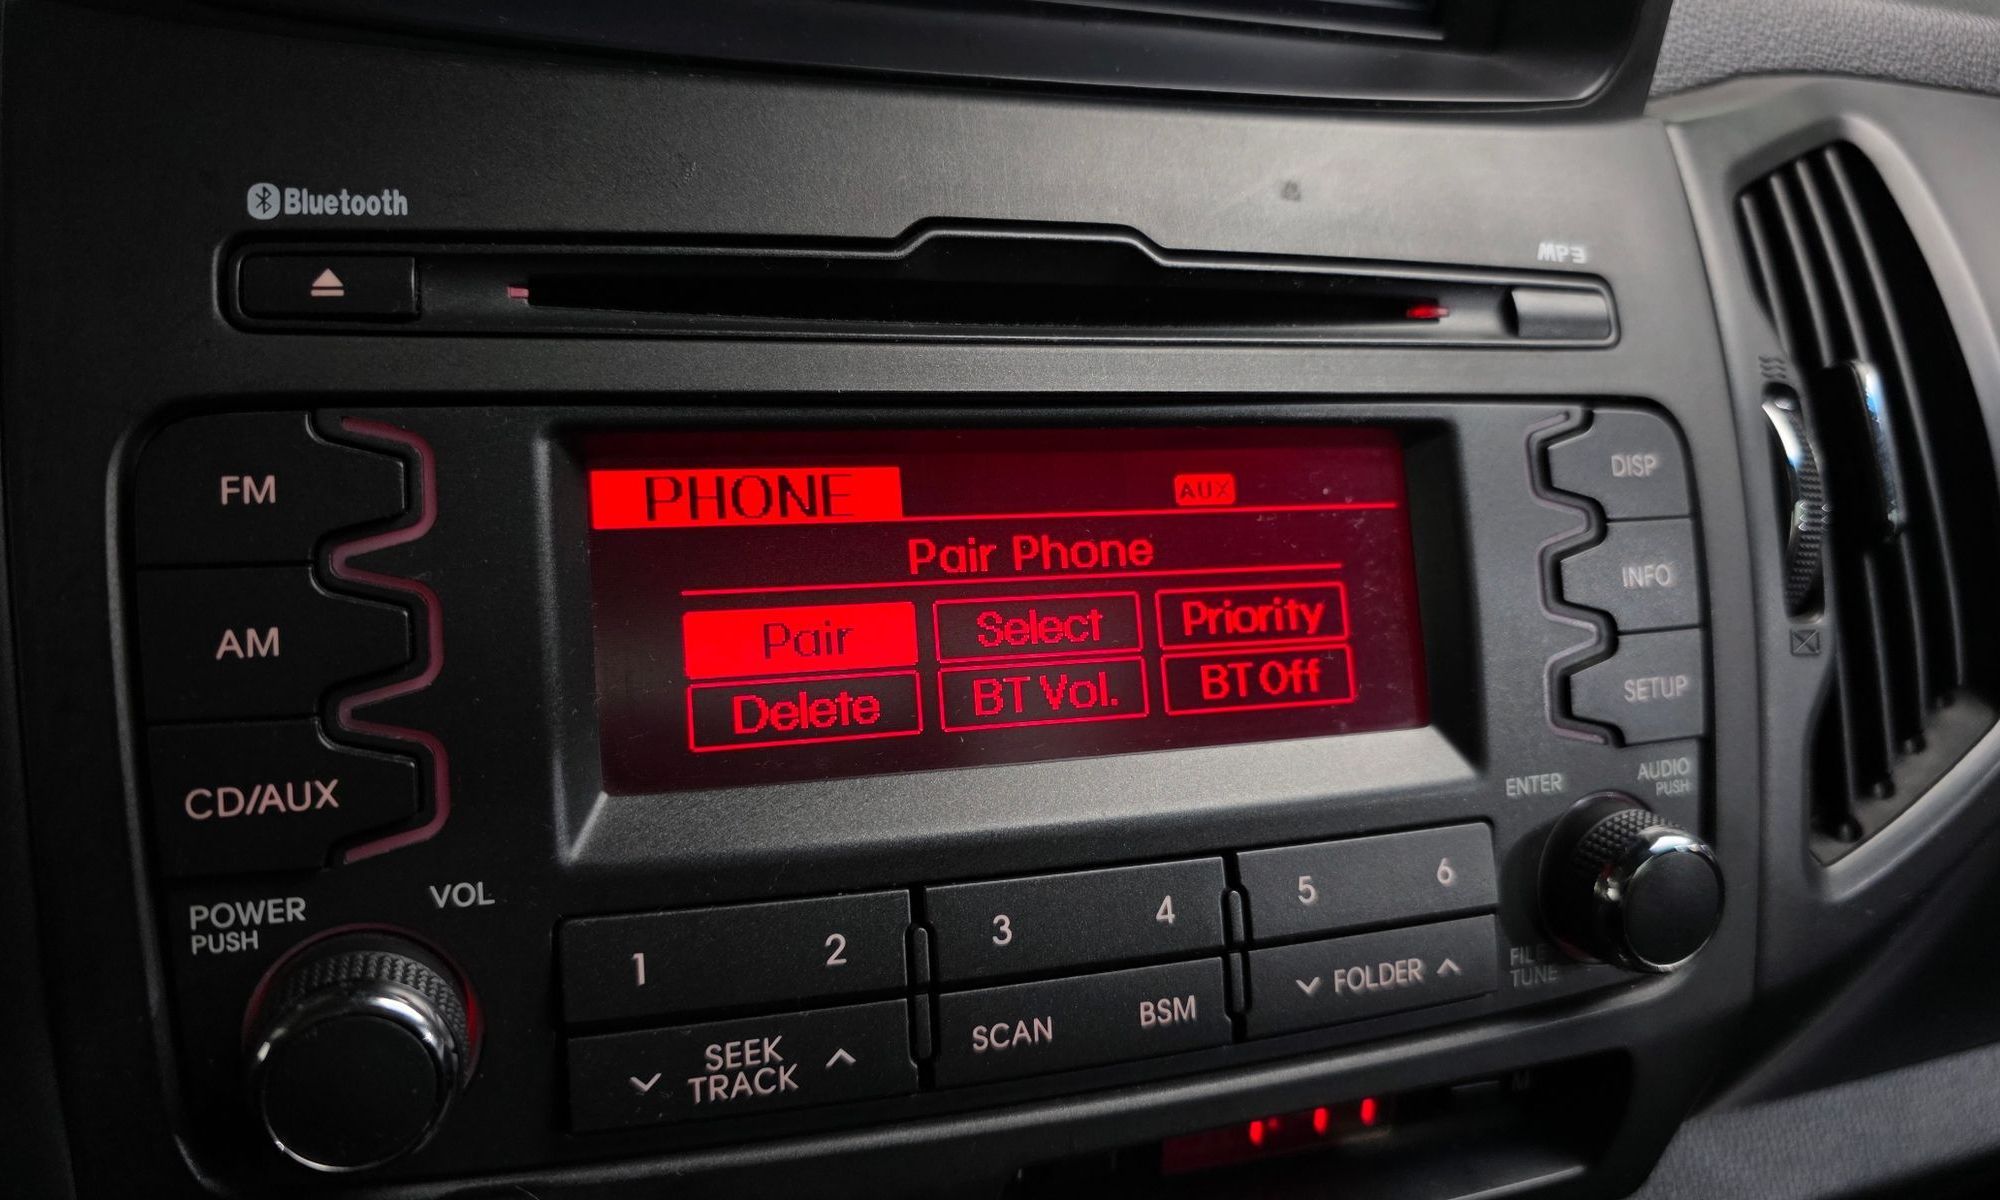 Bluetooth
MP3
FM
AM
CD/AUX
PHONE
AUX
Pair Phone
Pair Select Priority
Delete BT Vol. BT Off
DISP
INFO
SETUP
POWER
PUSH
VOL
ENTER
AUDIO
PUSH
1 2 3 4 5 6
SEEK
TRACK
SCAN BSM
FOLDER
FILE
TUNE